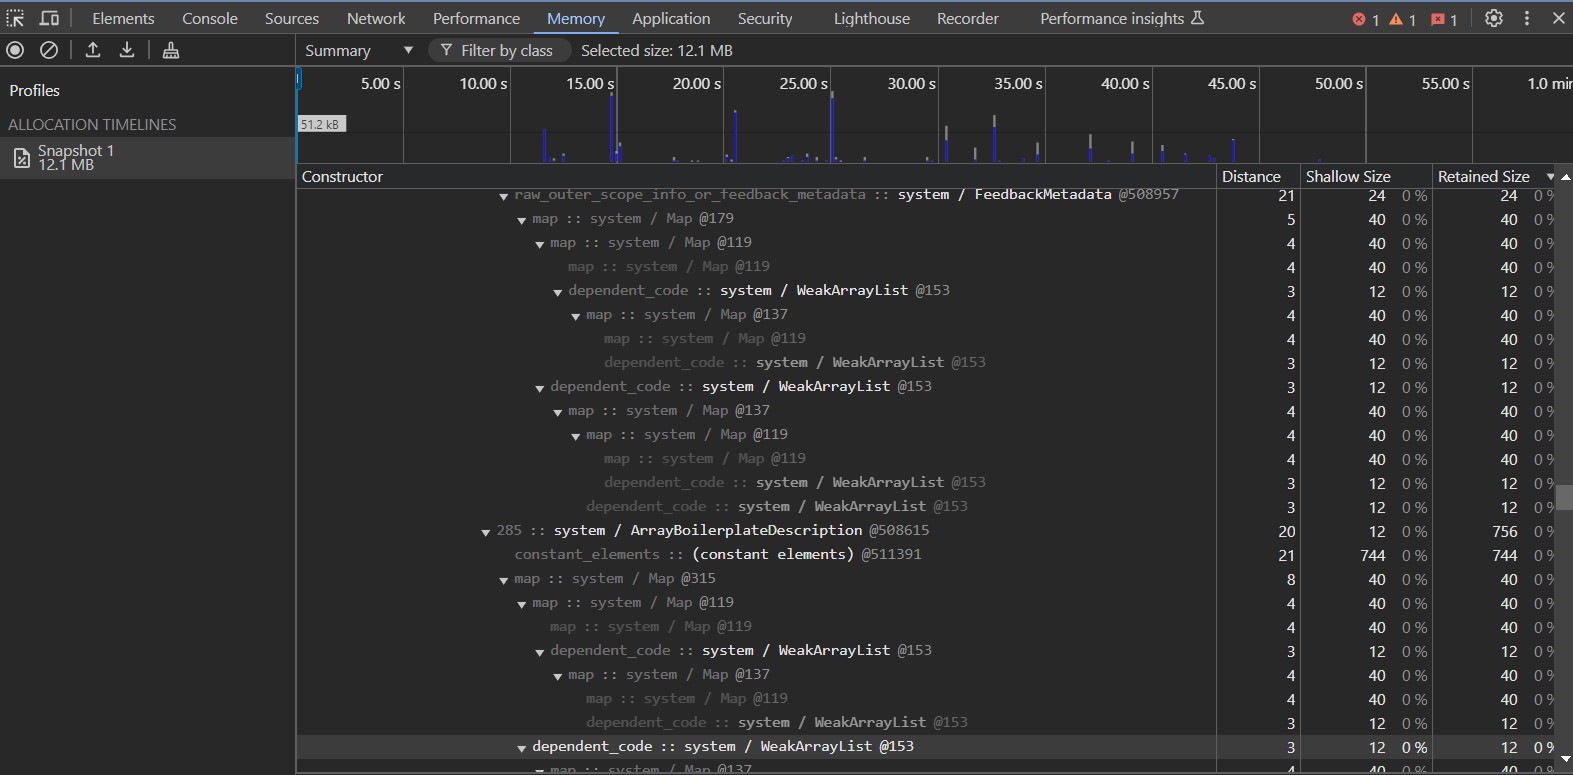 Elements Console Sources Network Performance Memory Application Security Lighthouse Recorder Performance insights 1 1 1
Summary Filter by class Selected size: 12.1 MB
Profiles
5.00 s 10.00 s 15.00 s 20.00 s 25.00 s 30.00 s 35.00 s 40.00 s 45.00 s 50.00 s 55.00 s 1.0 min
ALLOCATION TIMELINES
51.2 kB
Snapshot 1
12.1 MB
Constructor Distance Shallow Size Retained Size
raw_outer_scope_info_or_feedback_metadata :: system / FeedbackMetadata @508957 21 24 0 % 24 0 %
map :: system / Map @179 5 40 0 % 40 0 %
map :: system / Map @119 4 40 0 % 40 0 %
map :: system / Map @119 4 40 0 % 40 0 %
dependent_code :: system / WeakArrayList @153 3 12 0 % 12 0 %
map :: system / Map @137 4 40 0 % 40 0 %
map :: system / Map @119 4 40 0 % 40 0 %
dependent_code :: system / WeakArrayList @153 3 12 0 % 12 0 %
dependent_code :: system / WeakArrayList @153 3 12 0 % 12 0 %
map :: system / Map @137 4 40 0 % 40 0 %
map :: system / Map @119 4 40 0 % 40 0 %
map :: system / Map @119 4 40 0 % 40 0 %
dependent_code :: system / WeakArrayList @153 3 12 0 % 12 0 %
dependent_code :: system / WeakArrayList @153 3 12 0 % 12 0 %
285 :: system / ArrayBoilerplateDescription @508615 20 12 0 % 756 0 %
constant_elements :: (constant elements) @511391 21 744 0 % 744 0 %
map :: system / Map @315 8 40 0 % 40 0 %
map :: system / Map @119 4 40 0 % 40 0 %
map :: system / Map @119 4 40 0 % 40 0 %
dependent_code :: system / WeakArrayList @153 3 12 0 % 12 0 %
map :: system / Map @137 4 40 0 % 40 0 %
map :: system / Map @119 4 40 0 % 40 0 %
dependent_code :: system / WeakArrayList @153 3 12 0 % 12 0 %
dependent_code :: system / WeakArrayList @153 3 12 0 % 12 0 %
map :: system / Map @137 4 40 0 % 40 0 %